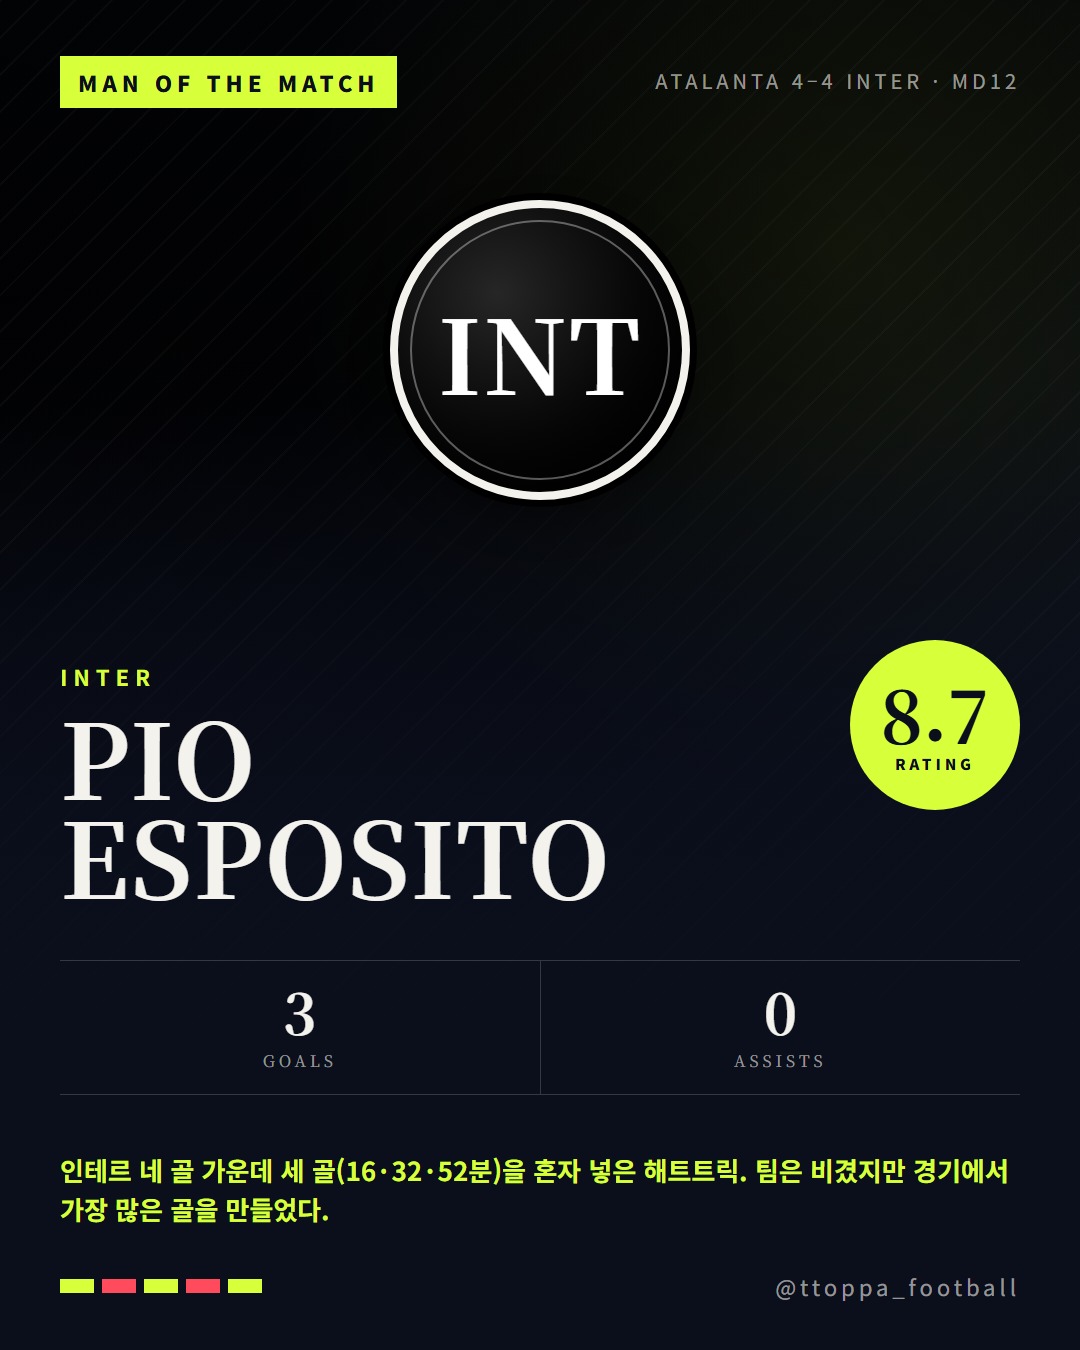 MAN OF THE MATCH
ATALANTA 4–4 INTER · MD12
INT
INTER
PIO
ESPOSITO
8.7
RATING
3
GOALS
0
ASSISTS
인테르 네 골 가운데 세 골(16·32·52분)을 혼자 넣은 해트트릭. 팀은 비겼지만 경기에서
가장 많은 골을 만들었다.
@ttoppa_football